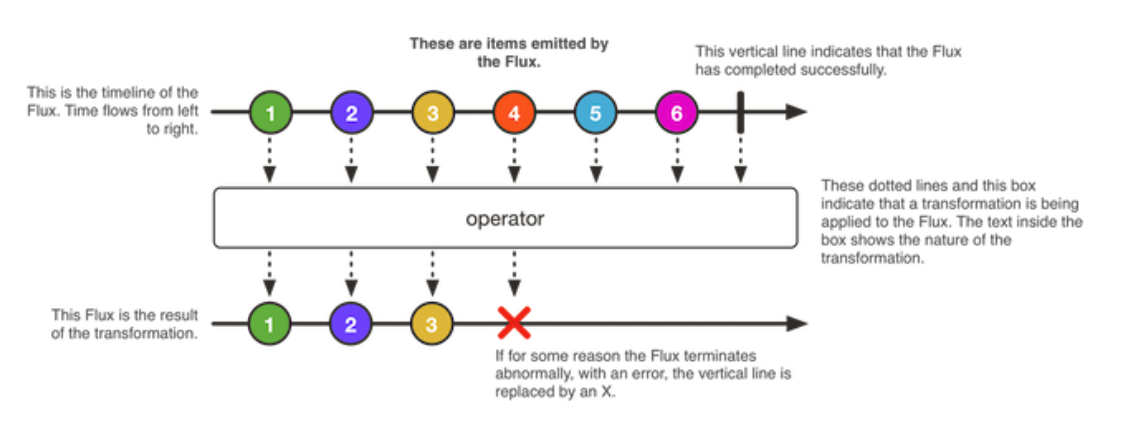 These are items emitted by
the Flux.
This vertical line indicates that the Flux
has completed successfully.
This is the timeline of the
Flux. Time flows from left
to right.
1 2 3 4 5 6
These dotted lines and this box
indicate that a transformation is being
applied to the Flux. The text inside the
box shows the nature of the
transformation.
operator
This Flux is the result
of the transformation.
1 2 3
If for some reason the Flux terminates
abnormally, with an error, the vertical line is
replaced by an X.